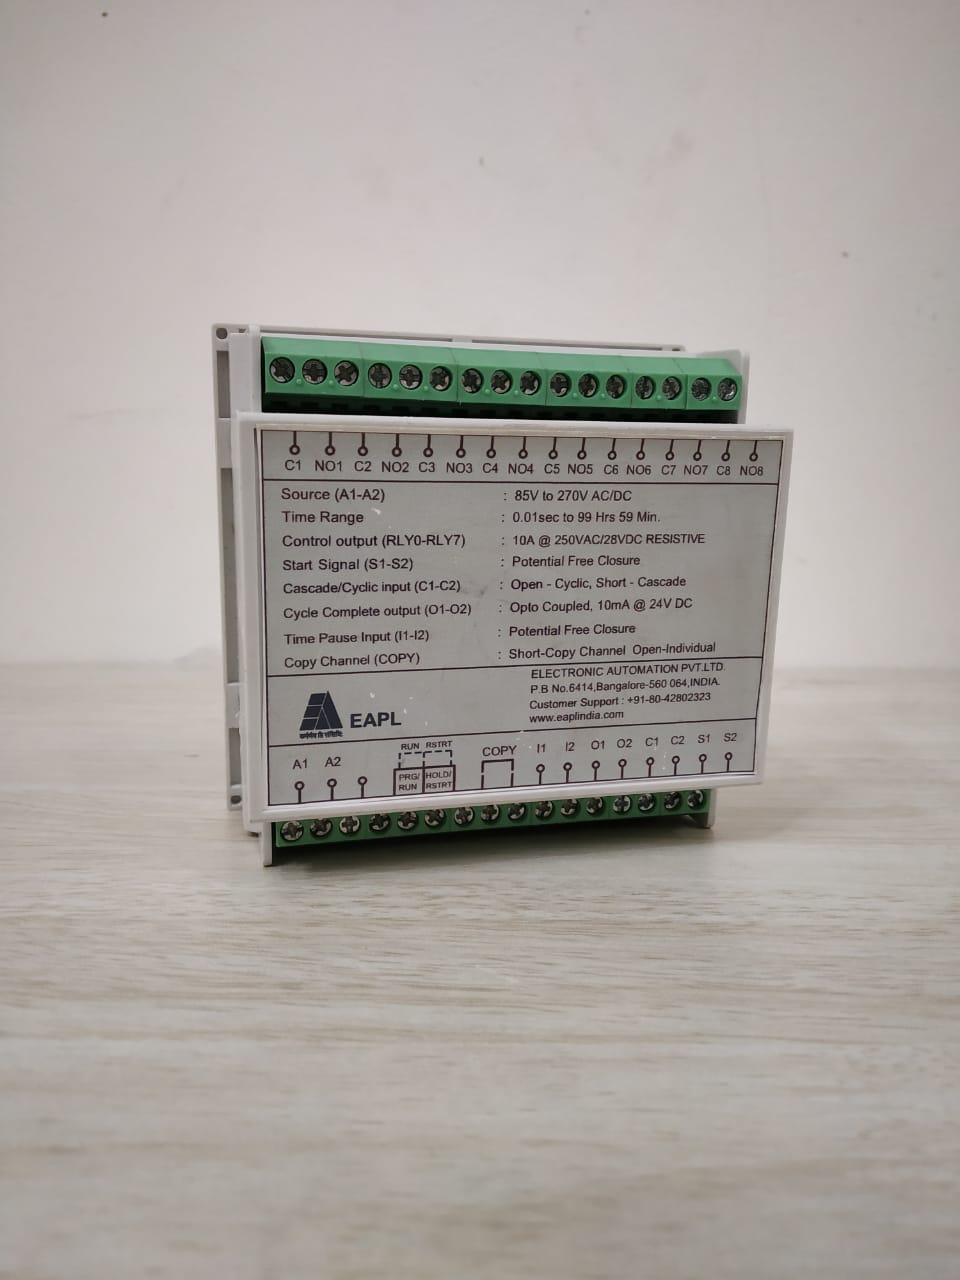 C1 NO1 C2 NO2 C3 NO3 C4 NO4 C5 NO5 C6 NO6 C7 NO7 C8 NO8
Source (A1-A2) : 85V to 270V AC/DC
Time Range : 0.01sec to 99 Hrs 59 Min.
Control output (RLY0-RLY7) : 10A @ 250VAC/28VDC RESISTIVE
Start Signal (S1-S2) : Potential Free Closure
Cascade/Cyclic input (C1-C2) : Open - Cyclic, Short - Cascade
Cycle Complete output (O1-O2) : Opto Coupled, 10mA @ 24V DC
Time Pause Input (I1-I2) : Potential Free Closure
Copy Channel (COPY) : Short-Copy Channel Open-Individual
ELECTRONIC AUTOMATION PVT.LTD.
P.B No.6414,Bangalore-560 064,INDIA.
Customer Support : +91-80-42802323
www.eaplindia.com
EAPL
A1 A2 RUN RSTRT COPY I1 I2 O1 O2 C1 C2 S1 S2
PRG/ HOLD/
RUN RSTRT